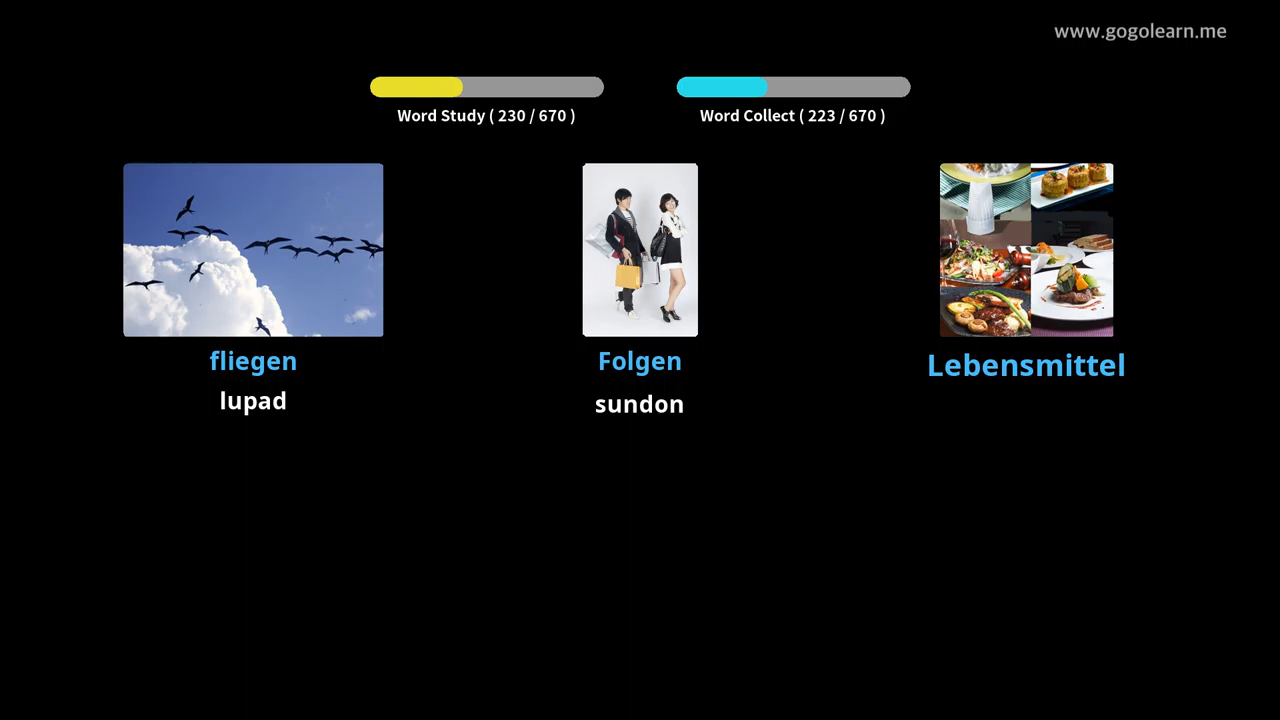 www.gogolearn.me
Word Study ( 230 / 670 )
Word Collect ( 223 / 670 )
fliegen
lupad
Folgen
sundon
Lebensmittel